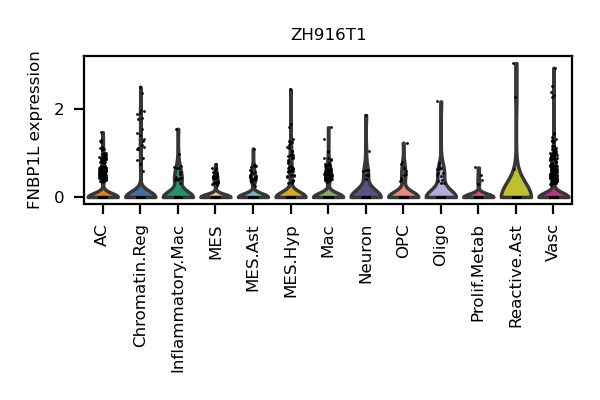 ZH916T1
FNBP1L expression
2
0
AC
Chromatin.Reg
Inflammatory.Mac
MES
MES.Ast
MES.Hyp
Mac
Neuron
OPC
Oligo
Prolif.Metab
Reactive.Ast
Vasc